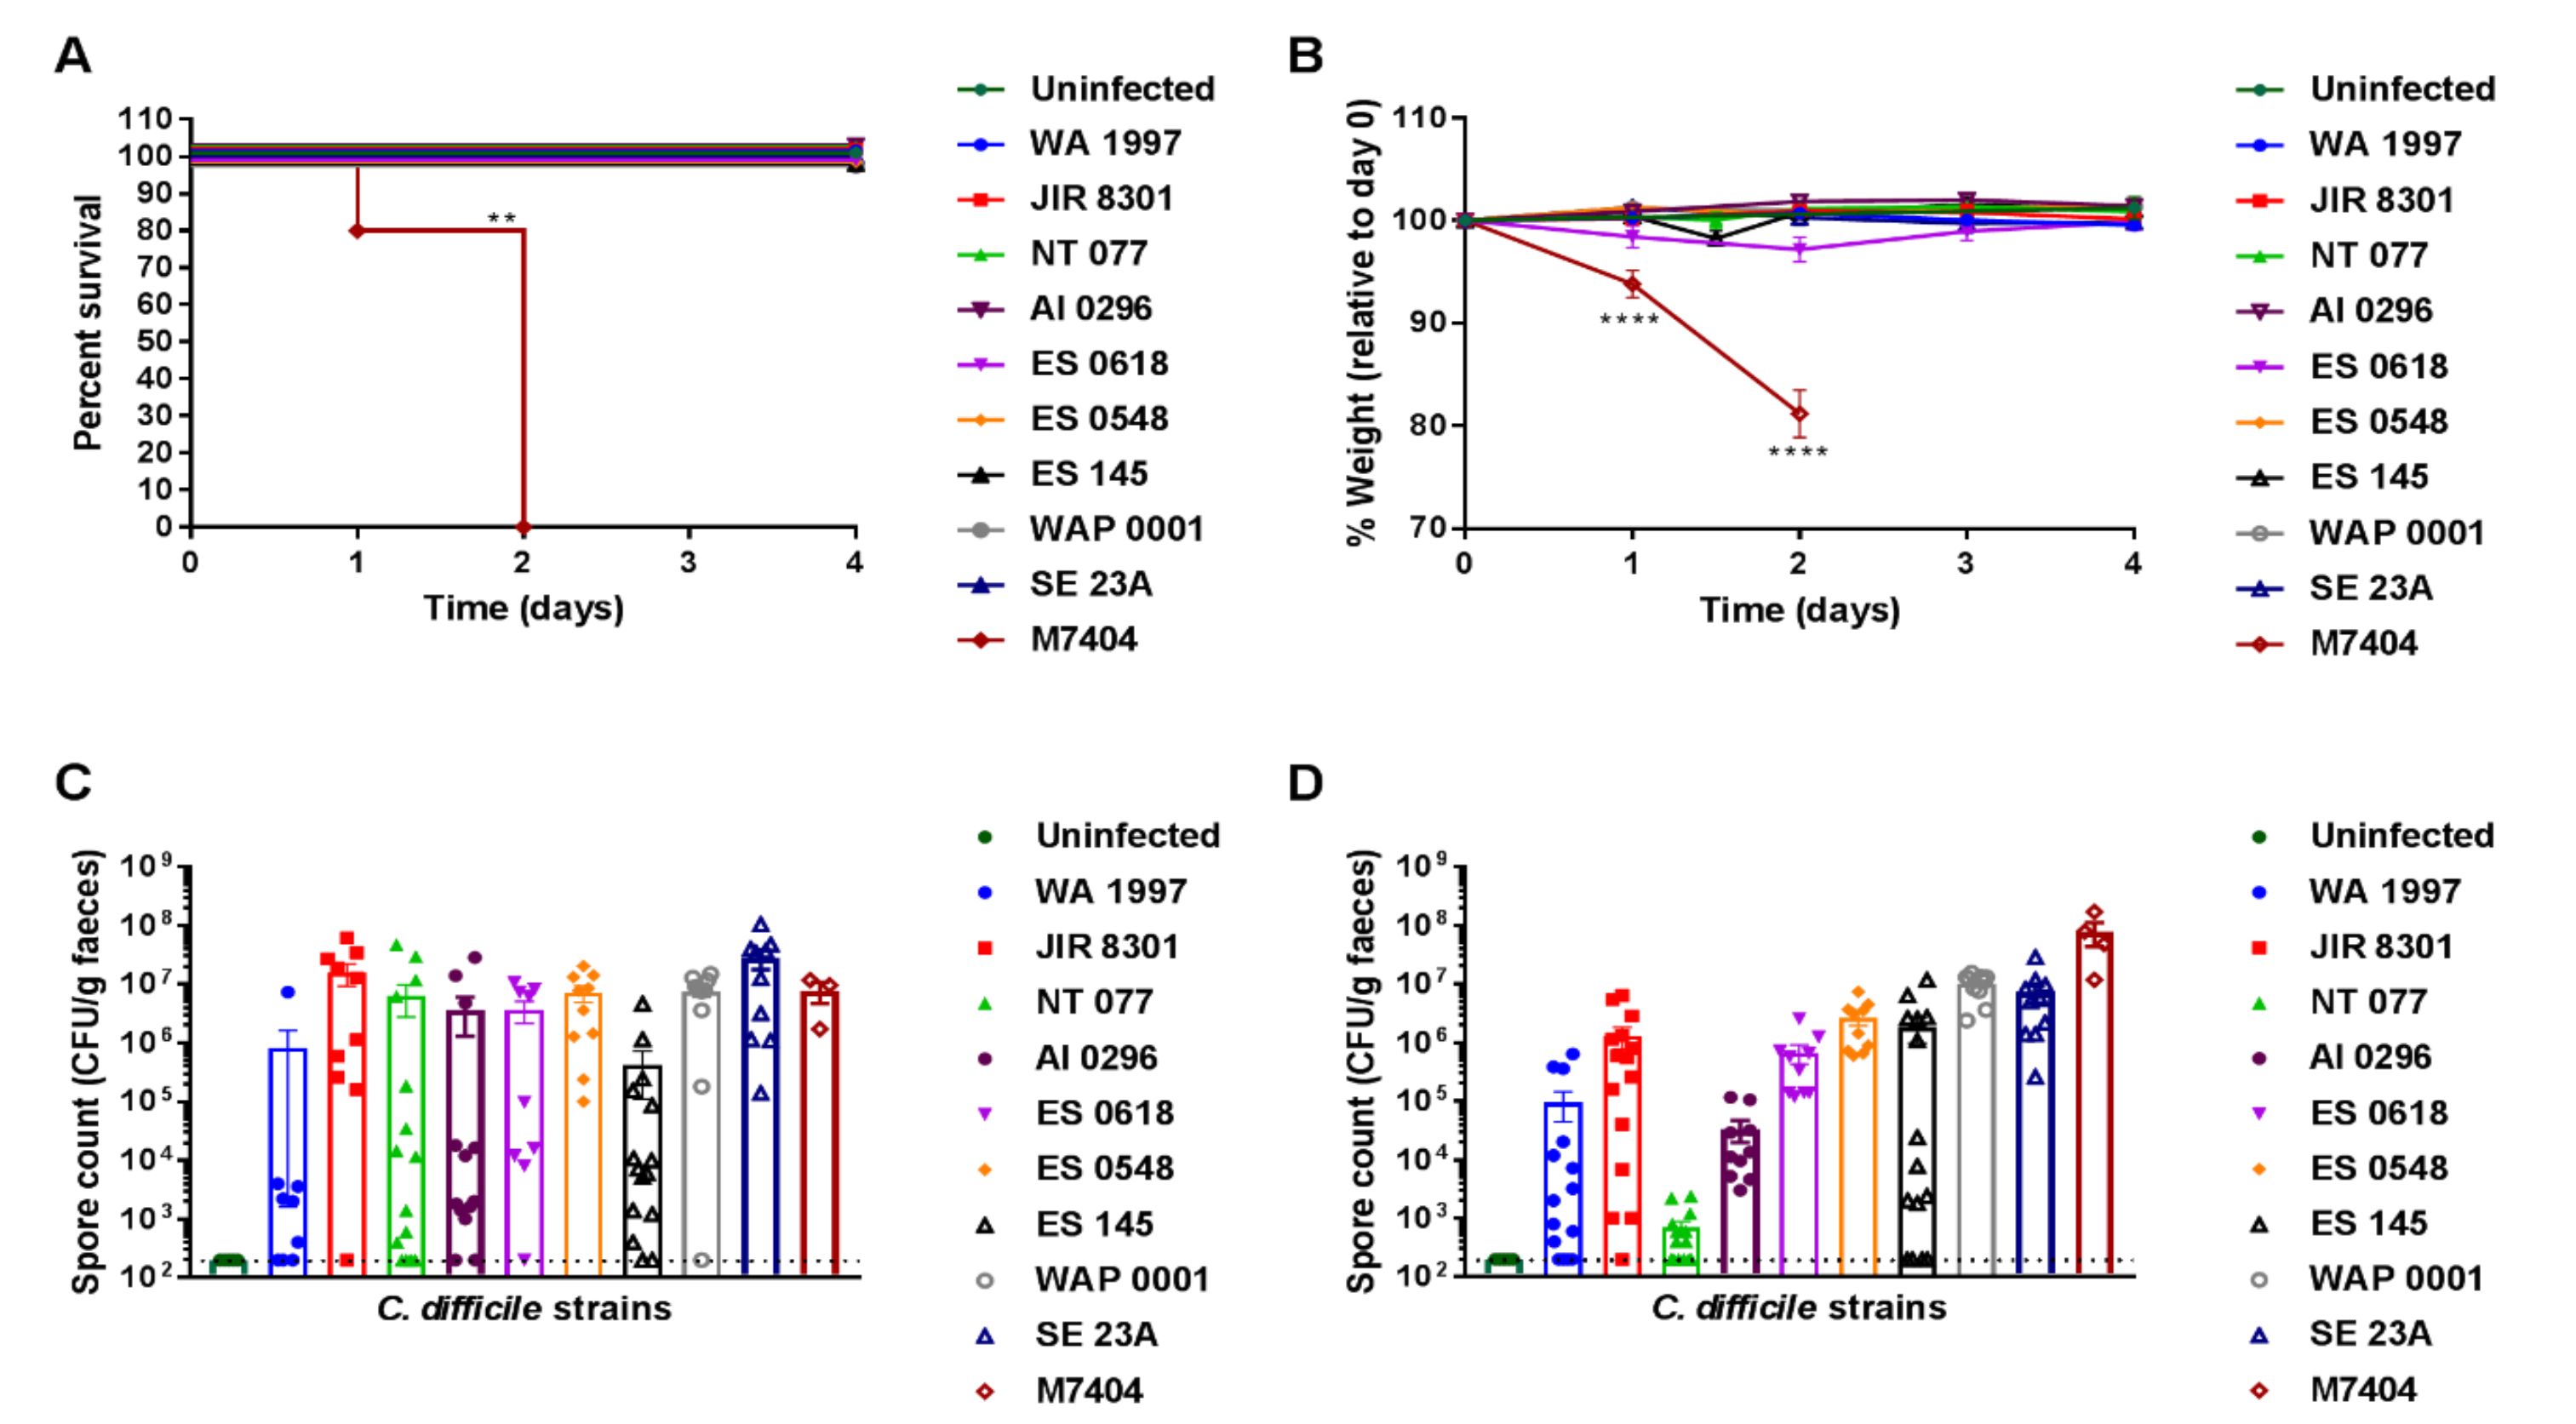 A
Percent survival
110
100
90
80
70
60
50
40
30
20
10
0
**
0 1 2 3 4
Time (days)
Uninfected
WA 1997
JIR 8301
NT 077
AI 0296
ES 0618
ES 0548
ES 145
WAP 0001
SE 23A
M7404
B
% Weight (relative to day 0)
110
100
90
80
70
****
****
0 1 2 3 4
Time (days)
Uninfected
WA 1997
JIR 8301
NT 077
AI 0296
ES 0618
ES 0548
ES 145
WAP 0001
SE 23A
M7404
C
Spore count (CFU/g faeces)
10⁹
10⁸
10⁷
10⁶
10⁵
10⁴
10³
10²
C. difficile strains
Uninfected
WA 1997
JIR 8301
NT 077
AI 0296
ES 0618
ES 0548
ES 145
WAP 0001
SE 23A
M7404
D
Spore count (CFU/g faeces)
10⁹
10⁸
10⁷
10⁶
10⁵
10⁴
10³
10²
C. difficile strains
Uninfected
WA 1997
JIR 8301
NT 077
AI 0296
ES 0618
ES 0548
ES 145
WAP 0001
SE 23A
M7404